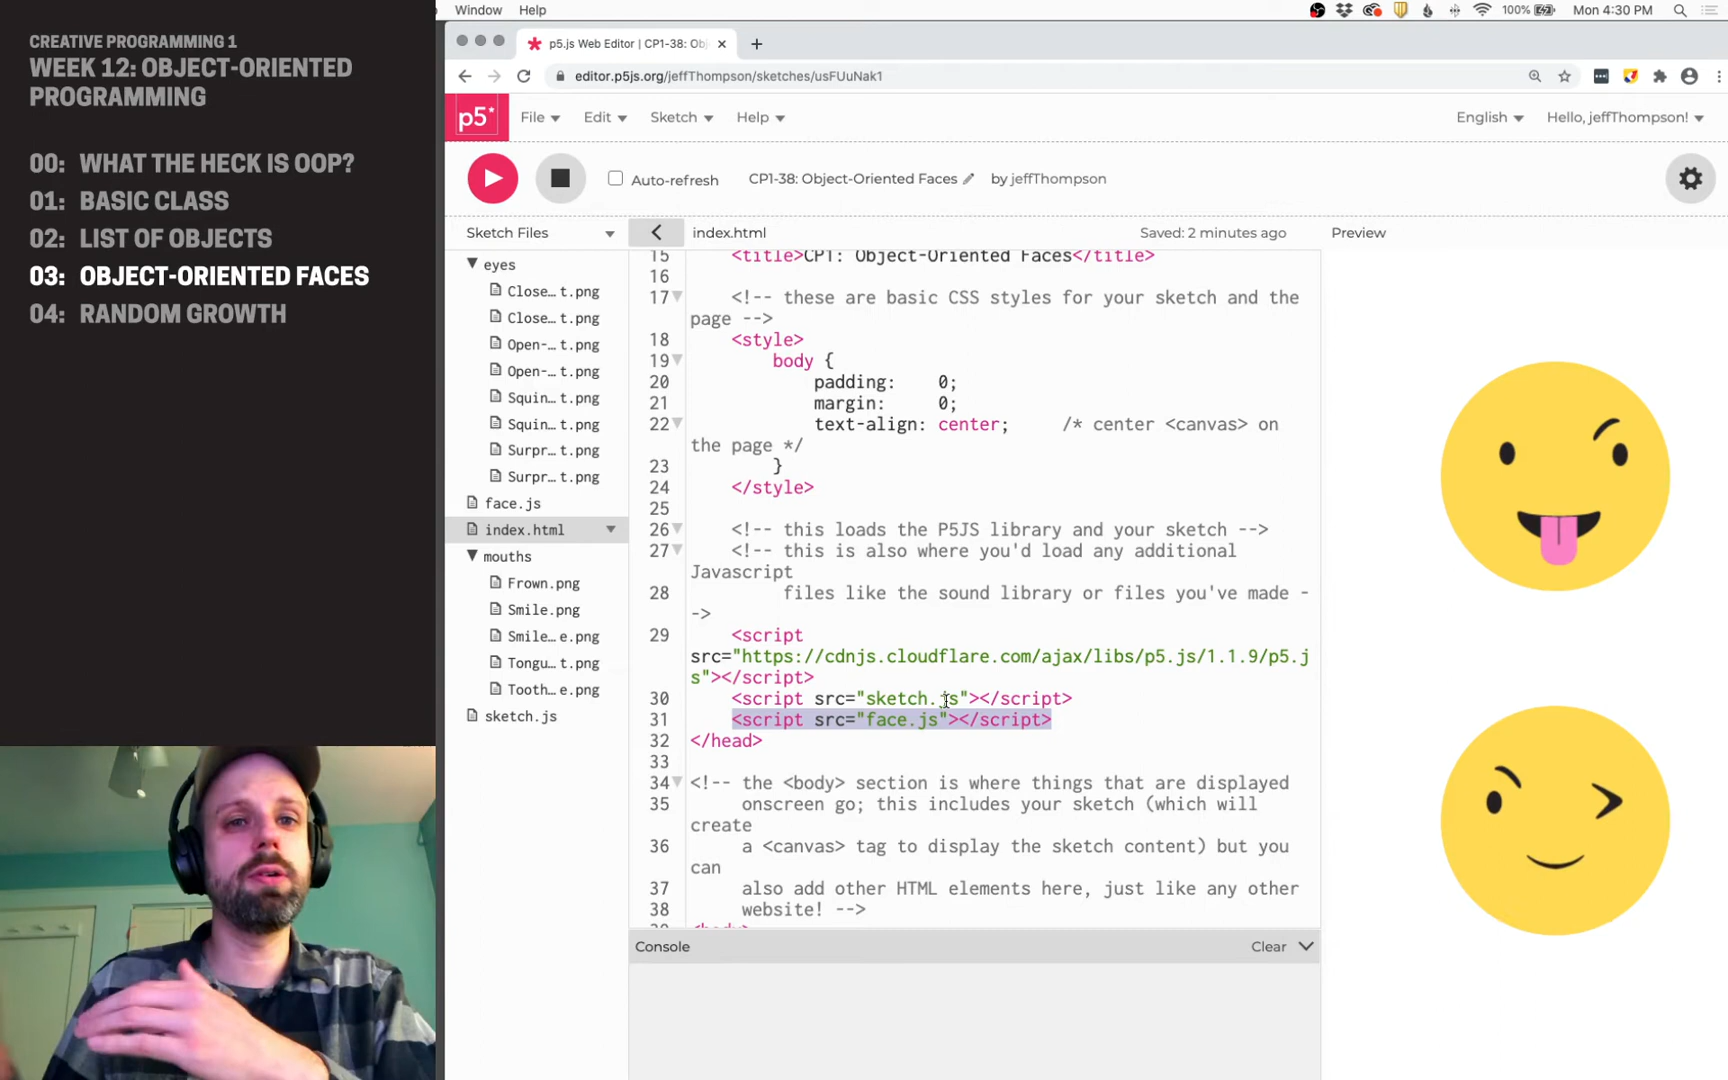 CREATIVE PROGRAMMING 1
WEEK 12: OBJECT-ORIENTED
PROGRAMMING
00: WHAT THE HECK IS OOP?
01: BASIC CLASS
02: LIST OF OBJECTS
03: OBJECT-ORIENTED FACES
04: RANDOM GROWTH
Window Help
100% Mon 4:30 PM
p5.js Web Editor | CP1-38: Obj
editor.p5js.org/jeffThompson/sketches/usFUuNak1
p5* File Edit Sketch Help English Hello, jeffThompson!
Auto-refresh CP1-38: Object-Oriented Faces by jeffThompson
Sketch Files
eyes
Close…t.png
Close…t.png
Open-…t.png
Open-…t.png
Squin…t.png
Squin…t.png
Surpr…t.png
Surpr…t.png
face.js
index.html
mouths
Frown.png
Smile.png
Smile…e.png
Tongu…t.png
Tooth…e.png
sketch.js
index.html Saved: 2 minutes ago Preview
15 <title>CP1: Object-Oriented Faces</title>
16
17 <!-- these are basic CSS styles for your sketch and the
page -->
18 <style>
19 body {
20 padding: 0;
21 margin: 0;
22 text-align: center; /* center <canvas> on
the page */
23 }
24 </style>
25
26 <!-- this loads the P5JS library and your sketch -->
27 <!-- this is also where you'd load any additional
Javascript
28 files like the sound library or files you've made -
->
29 <script
src="https://cdnjs.cloudflare.com/ajax/libs/p5.js/1.1.9/p5.j
s"></script>
30 <script src="sketch.js"></script>
31 <script src="face.js"></script>
32 </head>
33
34 <!-- the <body> section is where things that are displayed
35 onscreen go; this includes your sketch (which will
create
36 a <canvas> tag to display the sketch content) but you
can
37 also add other HTML elements here, just like any other
38 website! -->
Console Clear